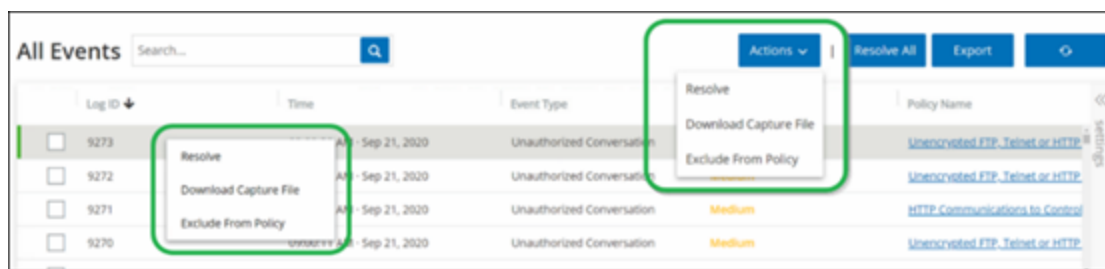 All Events Search... Actions | Resolve All Export
Log ID Time Event Type Policy Name
Resolve
Download Capture File
Exclude From Policy
settings
9273 AM - Sep 21, 2020 Unauthorized Conversation Unencrypted FTP, Telnet or HTTP
Resolve
Download Capture File
Exclude From Policy
9272 AM - Sep 21, 2020 Unauthorized Conversation Medium Unencrypted FTP, Telnet or HTTP
9271 AM - Sep 21, 2020 Unauthorized Conversation Medium HTTP Communications to Control
9270 AM - Sep 21, 2020 Unauthorized Conversation Medium Unencrypted FTP, Telnet or HTTP